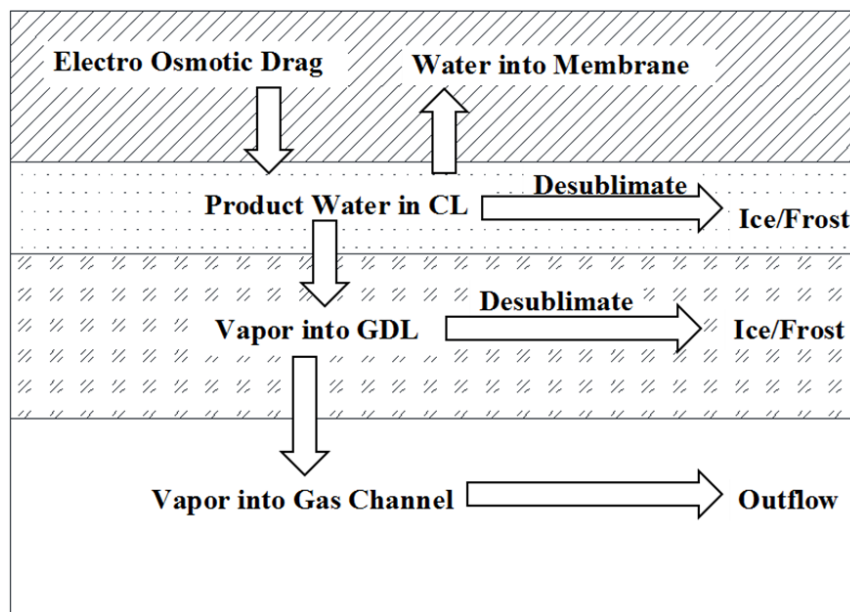 Electro Osmotic Drag
Water into Membrane
Product Water in CL
Desublimate
Ice/Frost
Vapor into GDL
Desublimate
Ice/Frost
Vapor into Gas Channel
Outflow